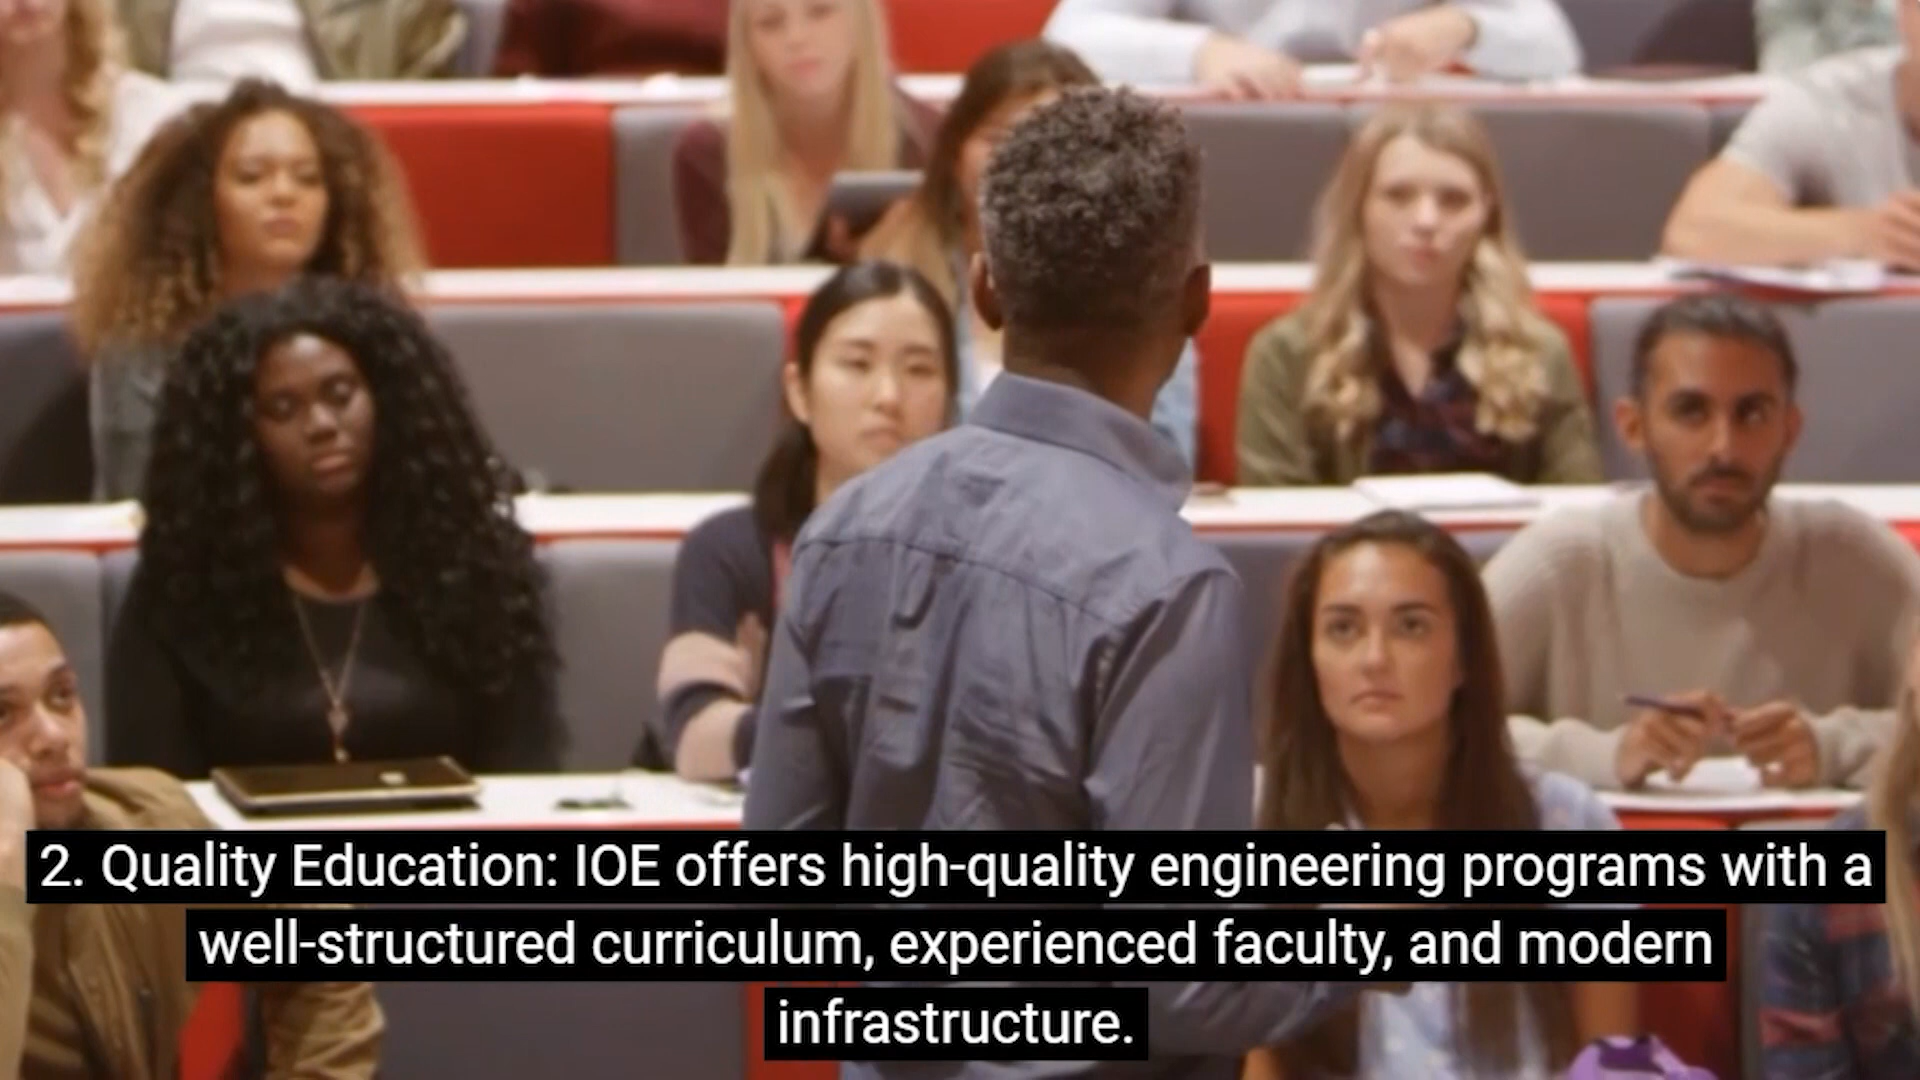 2. Quality Education: IOE offers high-quality engineering programs with a
well-structured curriculum, experienced faculty, and modern
infrastructure.